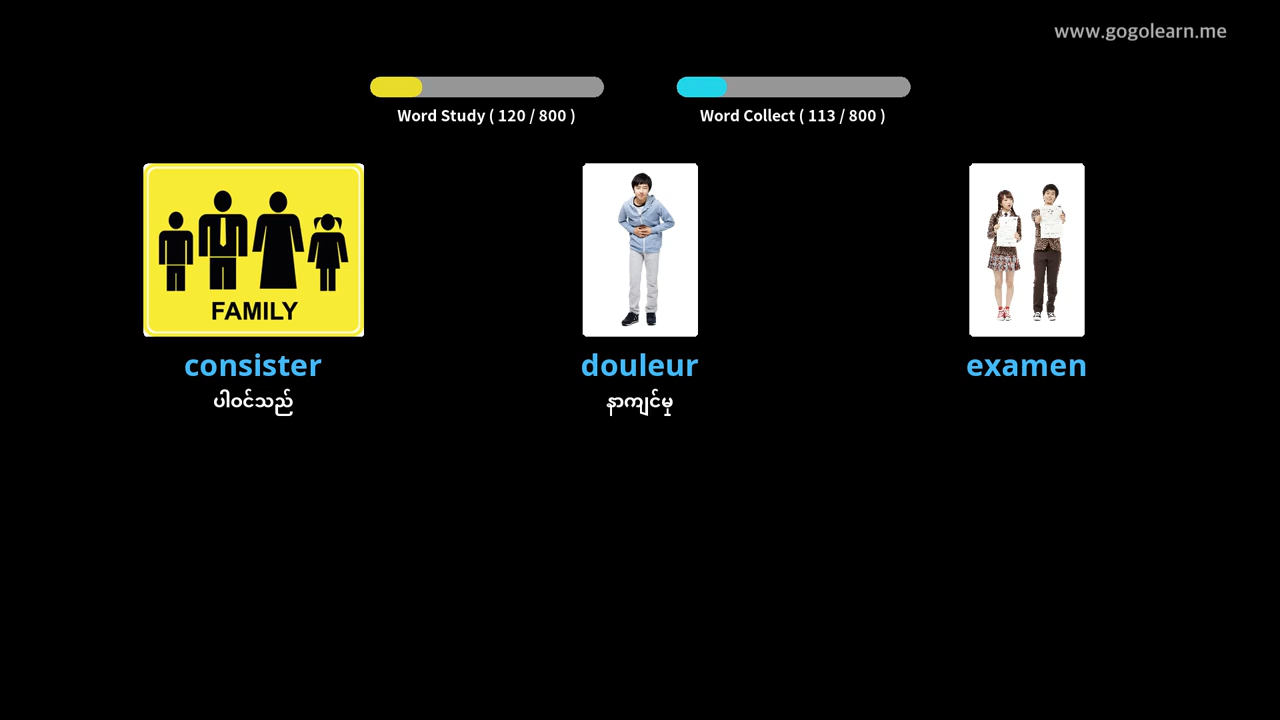 www.gogolearn.me
Word Study ( 120 / 800 )
Word Collect ( 113 / 800 )
FAMILY
consister
ပါဝင်သည်
douleur
နာကျင်မှု
examen